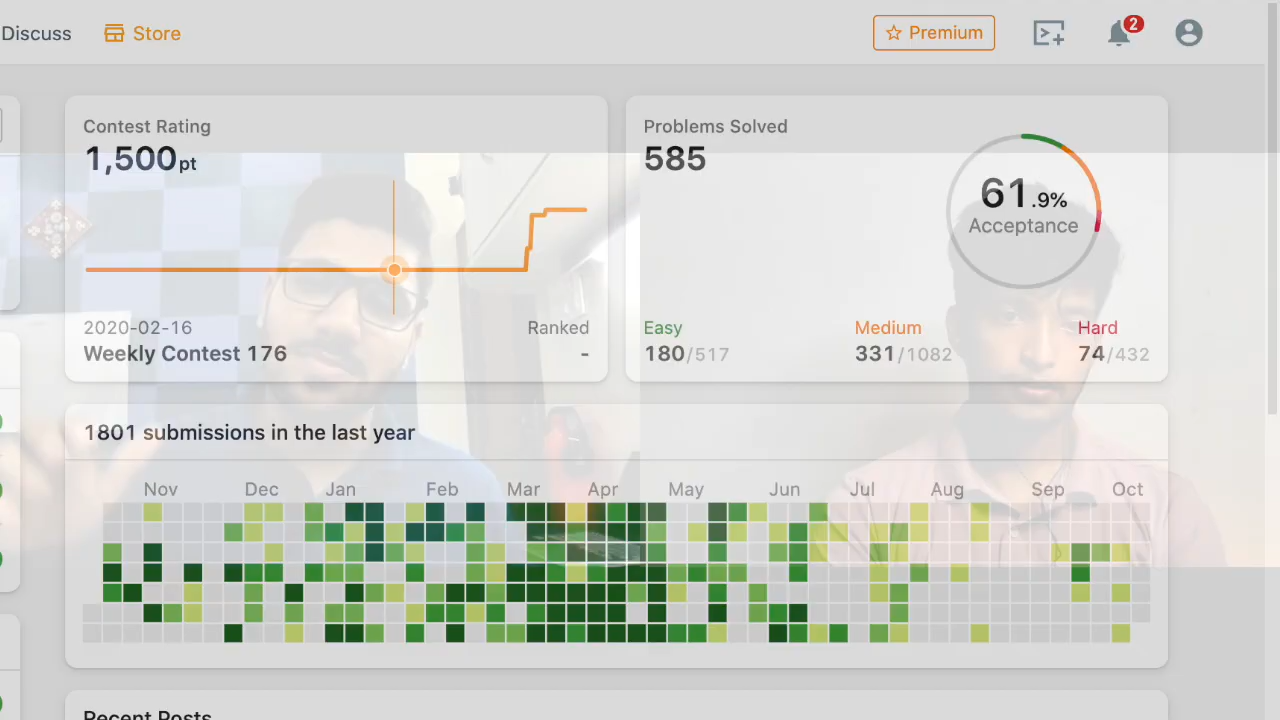 Discuss Store Premium 2
Contest Rating
1,500pt
2020-02-16 Ranked
Weekly Contest 176 -
Problems Solved
585
61.9%
Acceptance
Easy Medium Hard
180/517 331/1082 74/432
1801 submissions in the last year
Nov Dec Jan Feb Mar Apr May Jun Jul Aug Sep Oct
Recent Posts